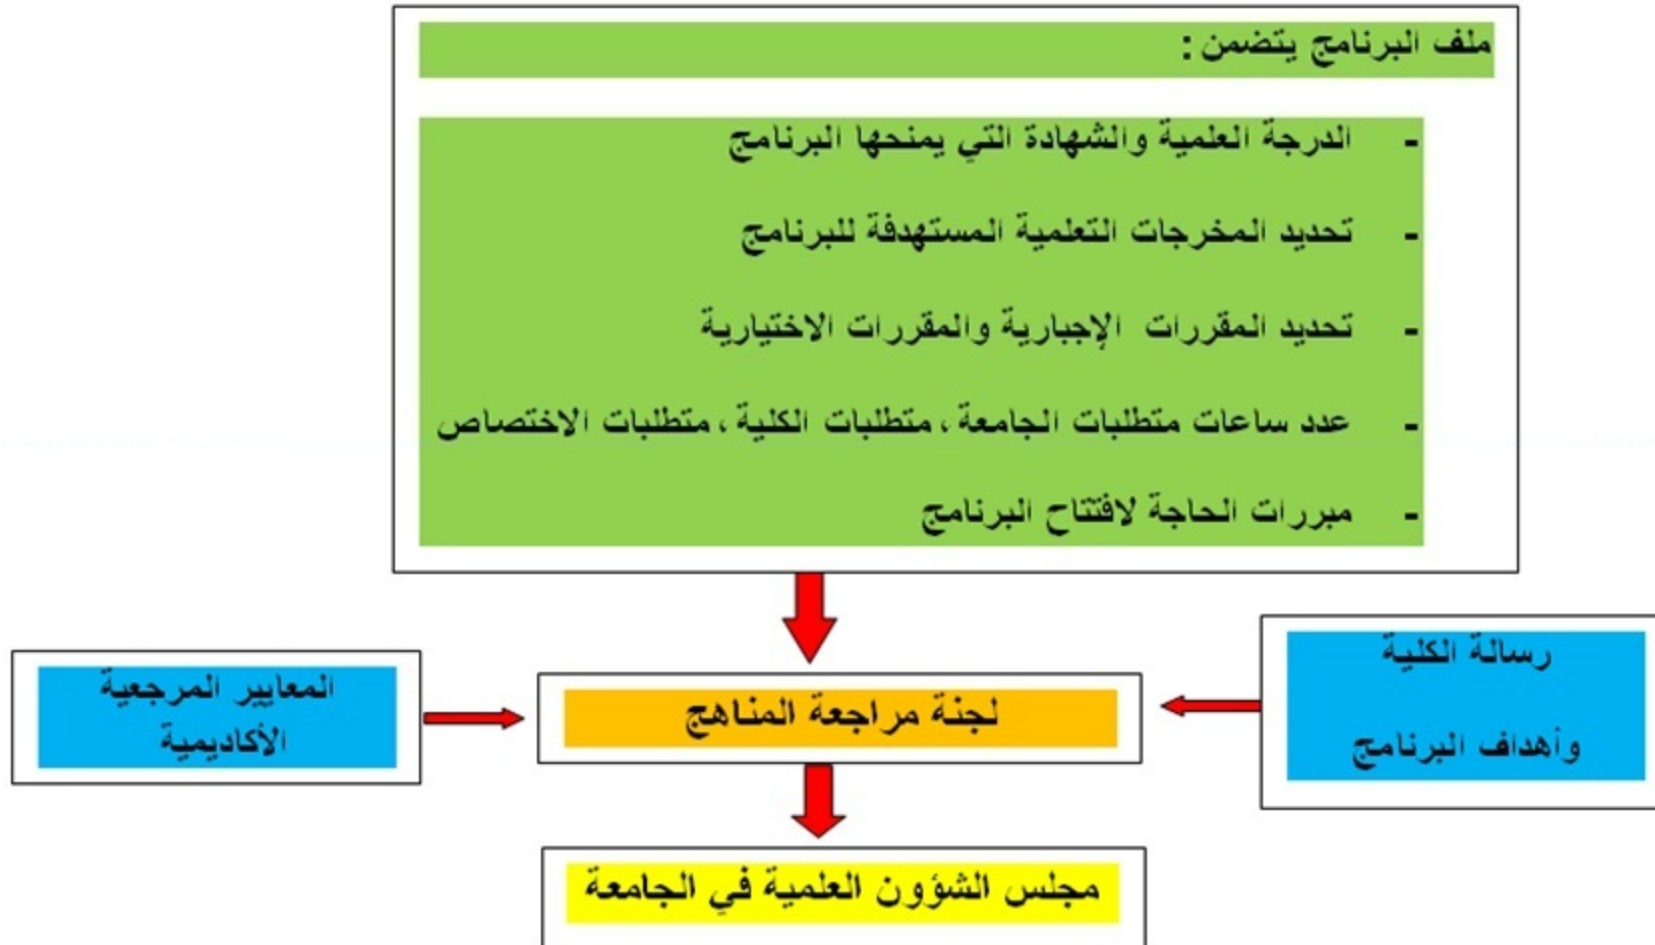 ملف البرنامج يتضمن :
- الدرجة العلمية والشهادة التي يمنحها البرنامج
- تحديد المخرجات التعلمية المستهدفة للبرنامج
- تحديد المقررات الإجبارية والمقررات الاختيارية
- عدد ساعات متطلبات الجامعة ، متطلبات الكلية ، متطلبات الاختصاص
- مبررات الحاجة لافتتاح البرنامج
رسالة الكلية
وأهداف البرنامج
لجنة مراجعة المناهج
المعايير المرجعية
الأكاديمية
مجلس الشؤون العلمية في الجامعة